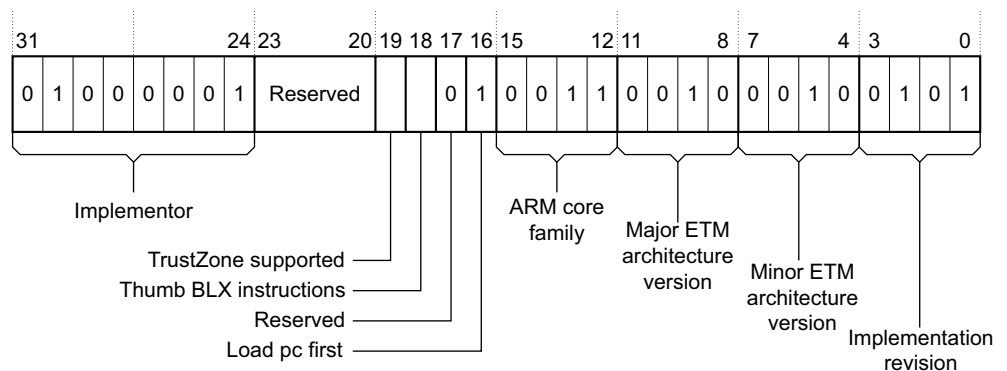 31 24 23 20 19 18 17 16 15 12 11 8 7 4 3 0
0 1 0 0 0 0 0 1 Reserved 0 1 0 0 1 1 0 0 1 0 0 0 1 0 0 1 0 1
Implementor
ARM core
family
Major ETM
architecture
version
Minor ETM
architecture
version
Implementation
revision
TrustZone supported
Thumb BLX instructions
Reserved
Load pc first